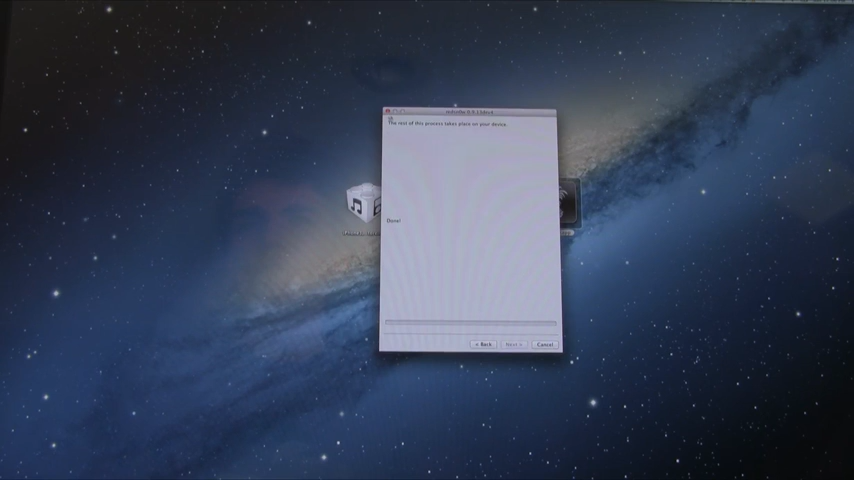 The rest of this process takes place on your device.
Done!
< Back
Next >
Cancel